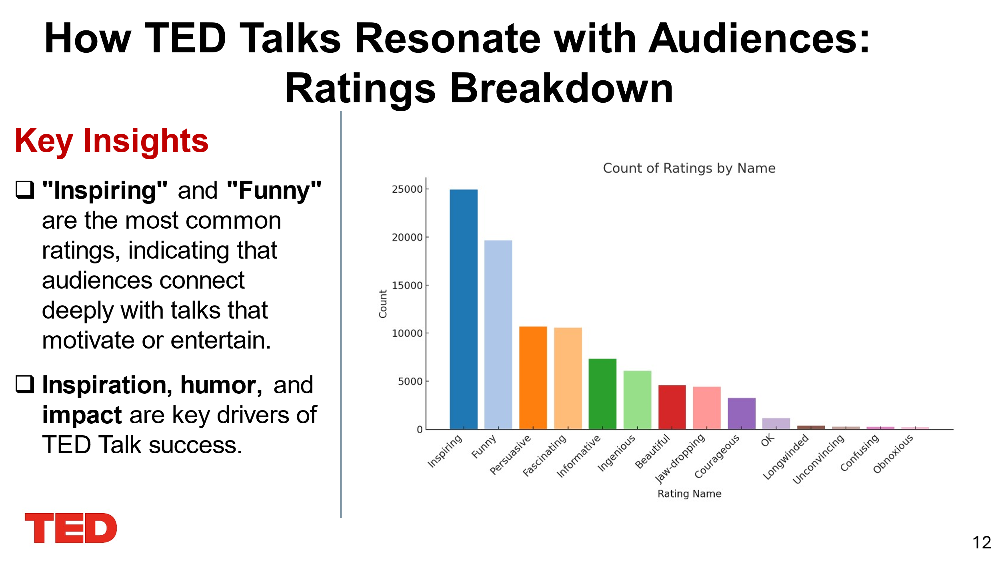 How TED Talks Resonate with Audiences:
Ratings Breakdown
Key Insights
"Inspiring" and "Funny"
are the most common
ratings, indicating that
audiences connect
deeply with talks that
motivate or entertain.
Inspiration, humor, and
impact are key drivers of
TED Talk success.
TED
Count of Ratings by Name
Count
25000
20000
15000
10000
5000
0
Inspiring
Funny
Persuasive
Fascinating
Informative
Ingenious
Beautiful
Jaw-dropping
Courageous
OK
Longwinded
Unconvincing
Confusing
Obnoxious
Rating Name
12